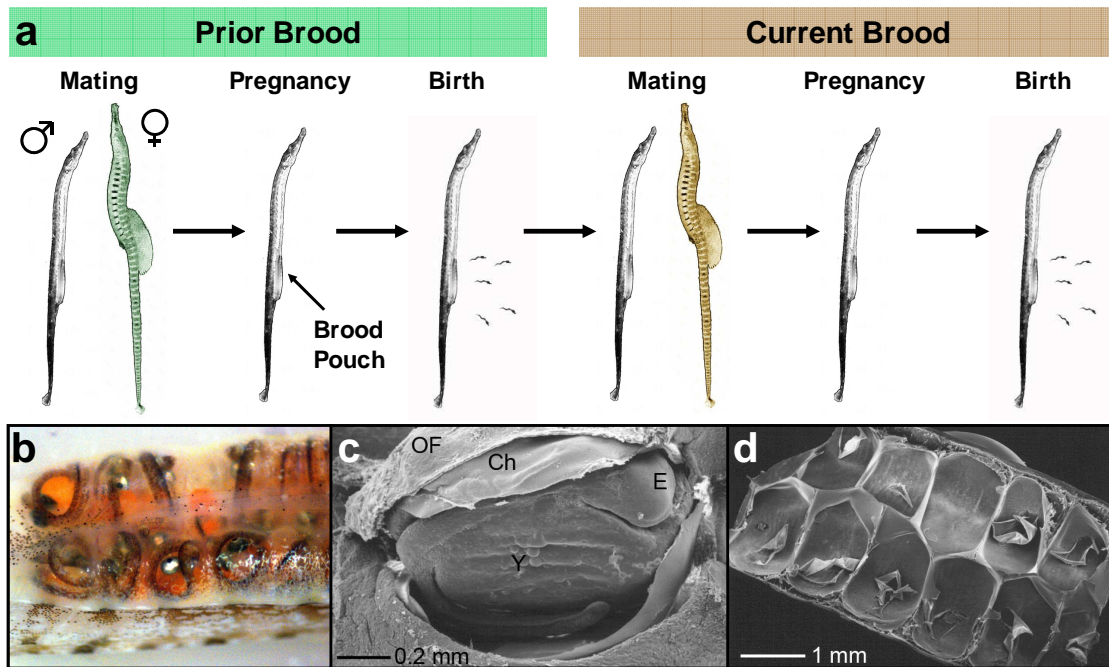 a
Prior Brood
Current Brood
Mating
Pregnancy
Birth
Mating
Pregnancy
Birth
♂
♀
Brood
Pouch
b
c
OF
Ch
E
Y
0.2 mm
d
1 mm